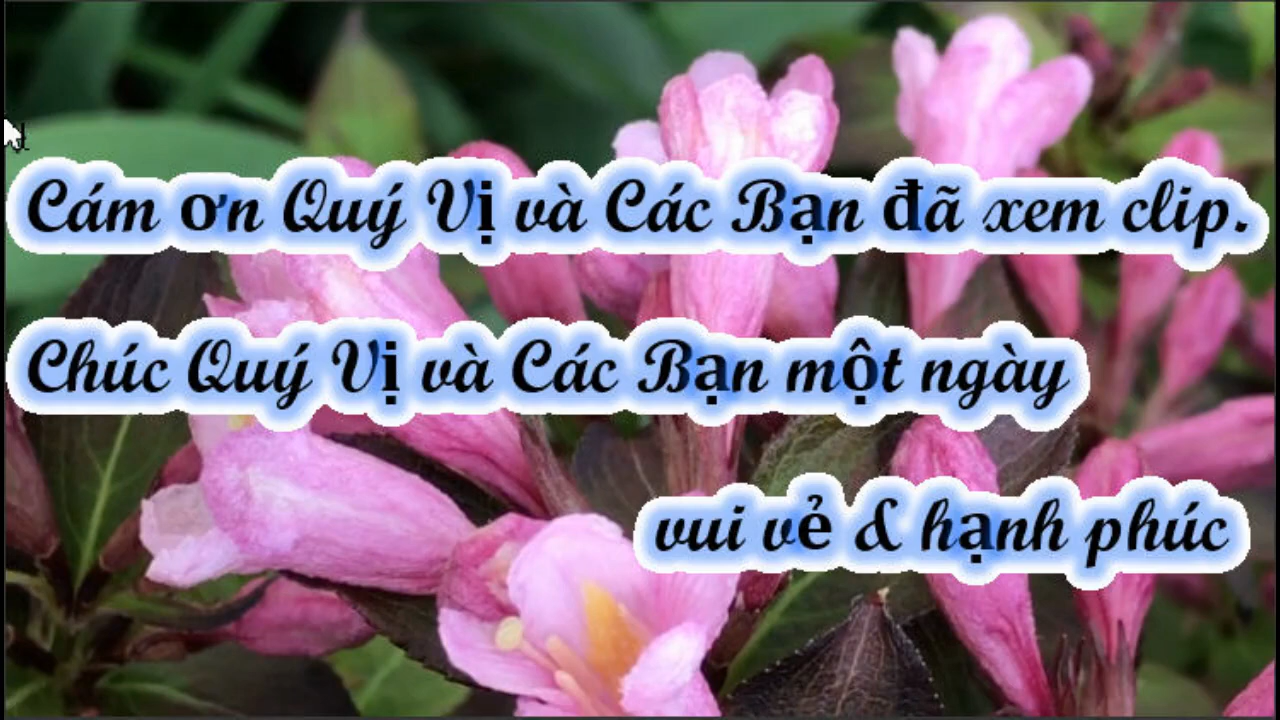 Cám ơn Quý Vị và Các Bạn đã xem clip.
Chúc Quý Vị và Các Bạn một ngày
vui vẻ & hạnh phúc